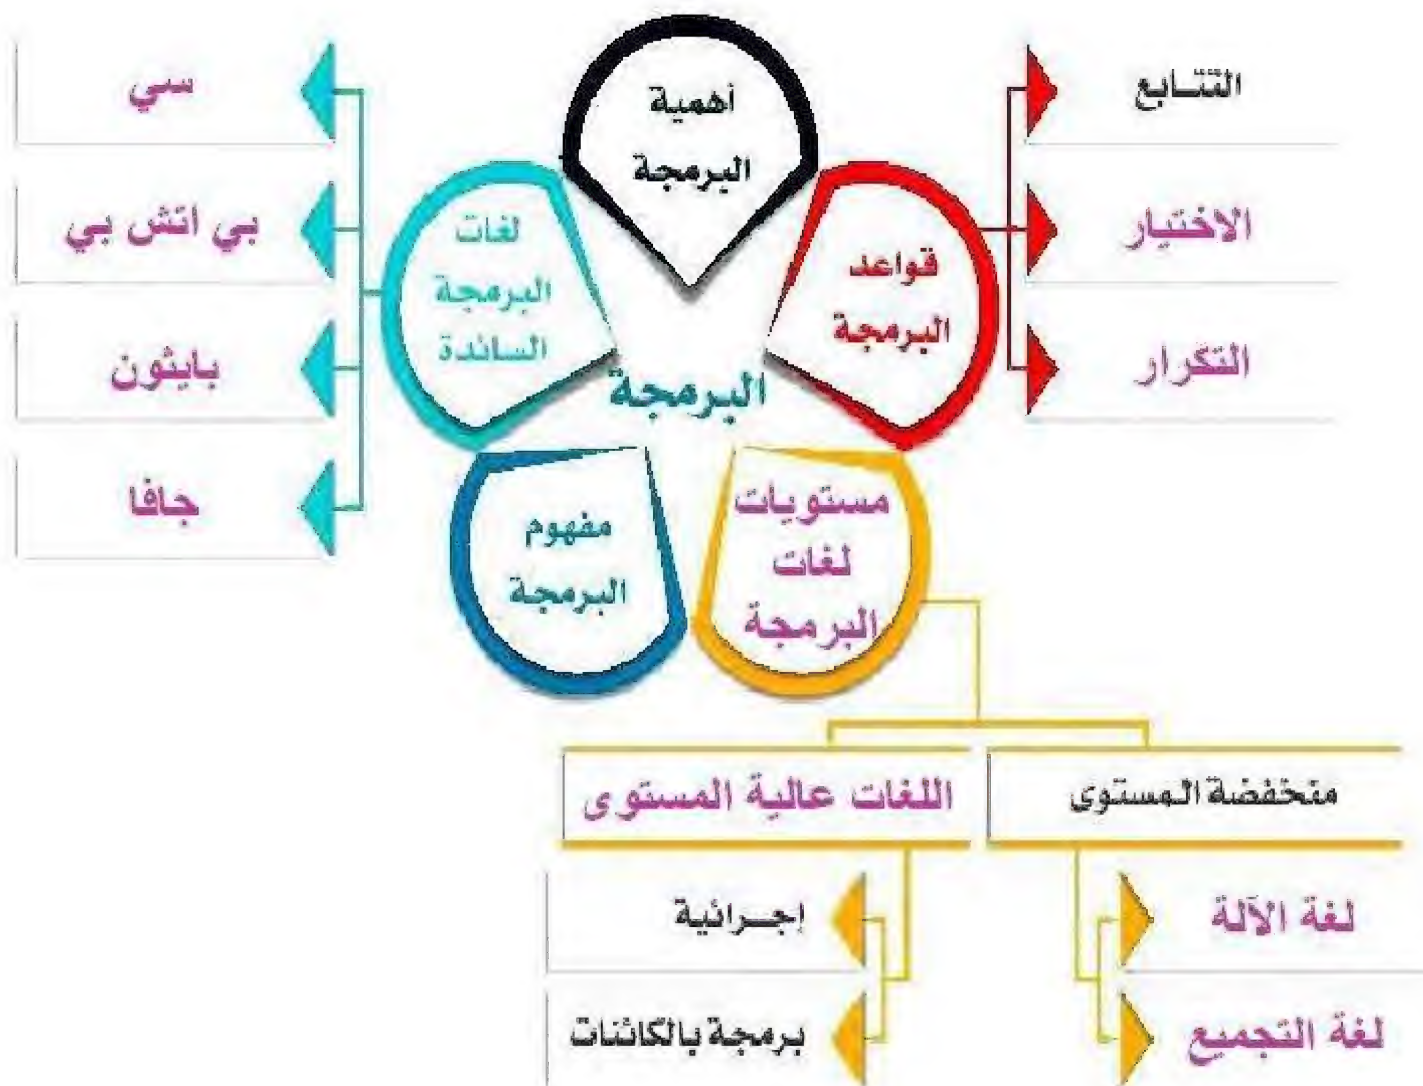 أهمية
البرمجة
قواعد
البرمجة
التتابع
الاختيار
التكرار
لغات
البرمجة
السائدة
سي
بي اتش بي
بايثون
جافا
البرمجة
مفهوم
البرمجة
مستويات
لغات
البرمجة
منخفضة المستوى
لغة الآلة
لغة التجميع
اللغات عالية المستوى
إجرائية
برمجة بالكائنات